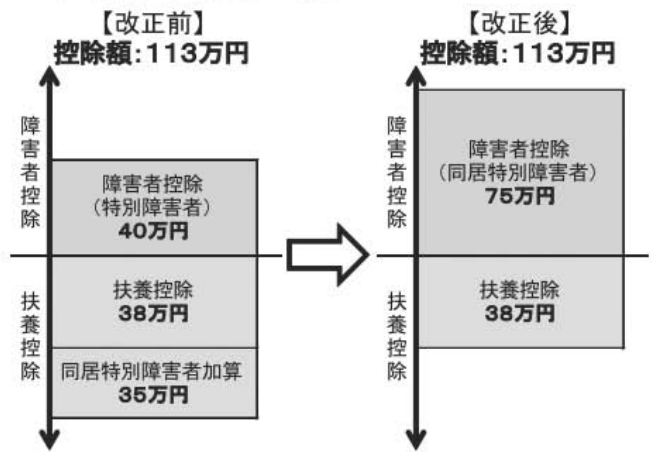 【改正前】
控除額:113万円
障害者控除
障害者控除
(特別障害者)
40万円
扶養控除
扶養控除
38万円
同居特別障害者加算
35万円
【改正後】
控除額:113万円
障害者控除
障害者控除
(同居特別障害者)
75万円
扶養控除
扶養控除
38万円